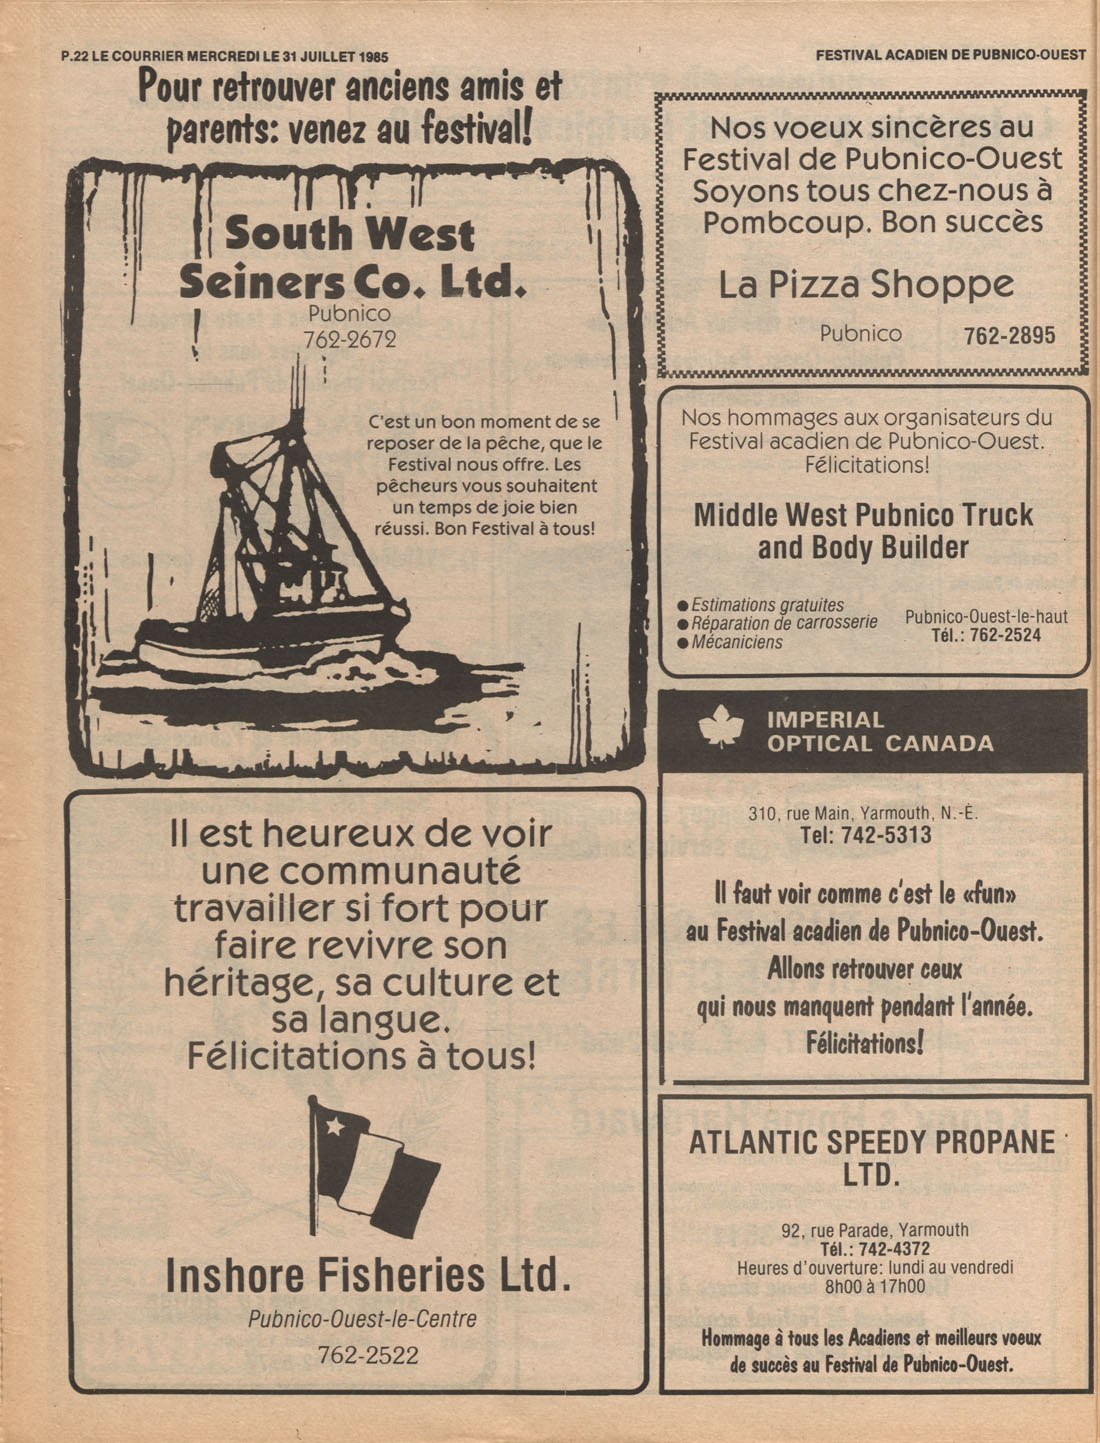 P.22 LE COURRIER MERCREDI LE 31 JUILLET 1985
FESTIVAL ACADIEN DE PUBNICO-OUEST
Pour retrouver anciens amis et
parents: venez au festival!
South West
Seiners Co. Ltd.
Pubnico
762-2672
C'est un bon moment de se
reposer de la pêche, que le
Festival nous offre. Les
pêcheurs vous souhaitent
un temps de joie bien
réussi. Bon Festival à tous!
Il est heureux de voir
une communauté
travailler si fort pour
faire revivre son
héritage, sa culture et
sa langue.
Félicitations à tous!
Inshore Fisheries Ltd.
Pubnico-Ouest-le-Centre
762-2522
Nos voeux sincères au
Festival de Pubnico-Ouest
Soyons tous chez-nous à
Pombcoup. Bon succès
La Pizza Shoppe
Pubnico 762-2895
Nos hommages aux organisateurs du
Festival acadien de Pubnico-Ouest.
Félicitations!
Middle West Pubnico Truck
and Body Builder
● Estimations gratuites
● Réparation de carrosserie
● Mécaniciens
Pubnico-Ouest-le-haut
Tél.: 762-2524
IMPERIAL
OPTICAL CANADA
310, rue Main, Yarmouth, N.-É.
Tel: 742-5313
Il faut voir comme c'est le «fun»
au Festival acadien de Pubnico-Ouest.
Allons retrouver ceux
qui nous manquent pendant l'année.
Félicitations!
ATLANTIC SPEEDY PROPANE
LTD.
92, rue Parade, Yarmouth
Tél.: 742-4372
Heures d'ouverture: lundi au vendredi
8h00 à 17h00
Hommage à tous les Acadiens et meilleurs voeux
de succès au Festival de Pubnico-Ouest.